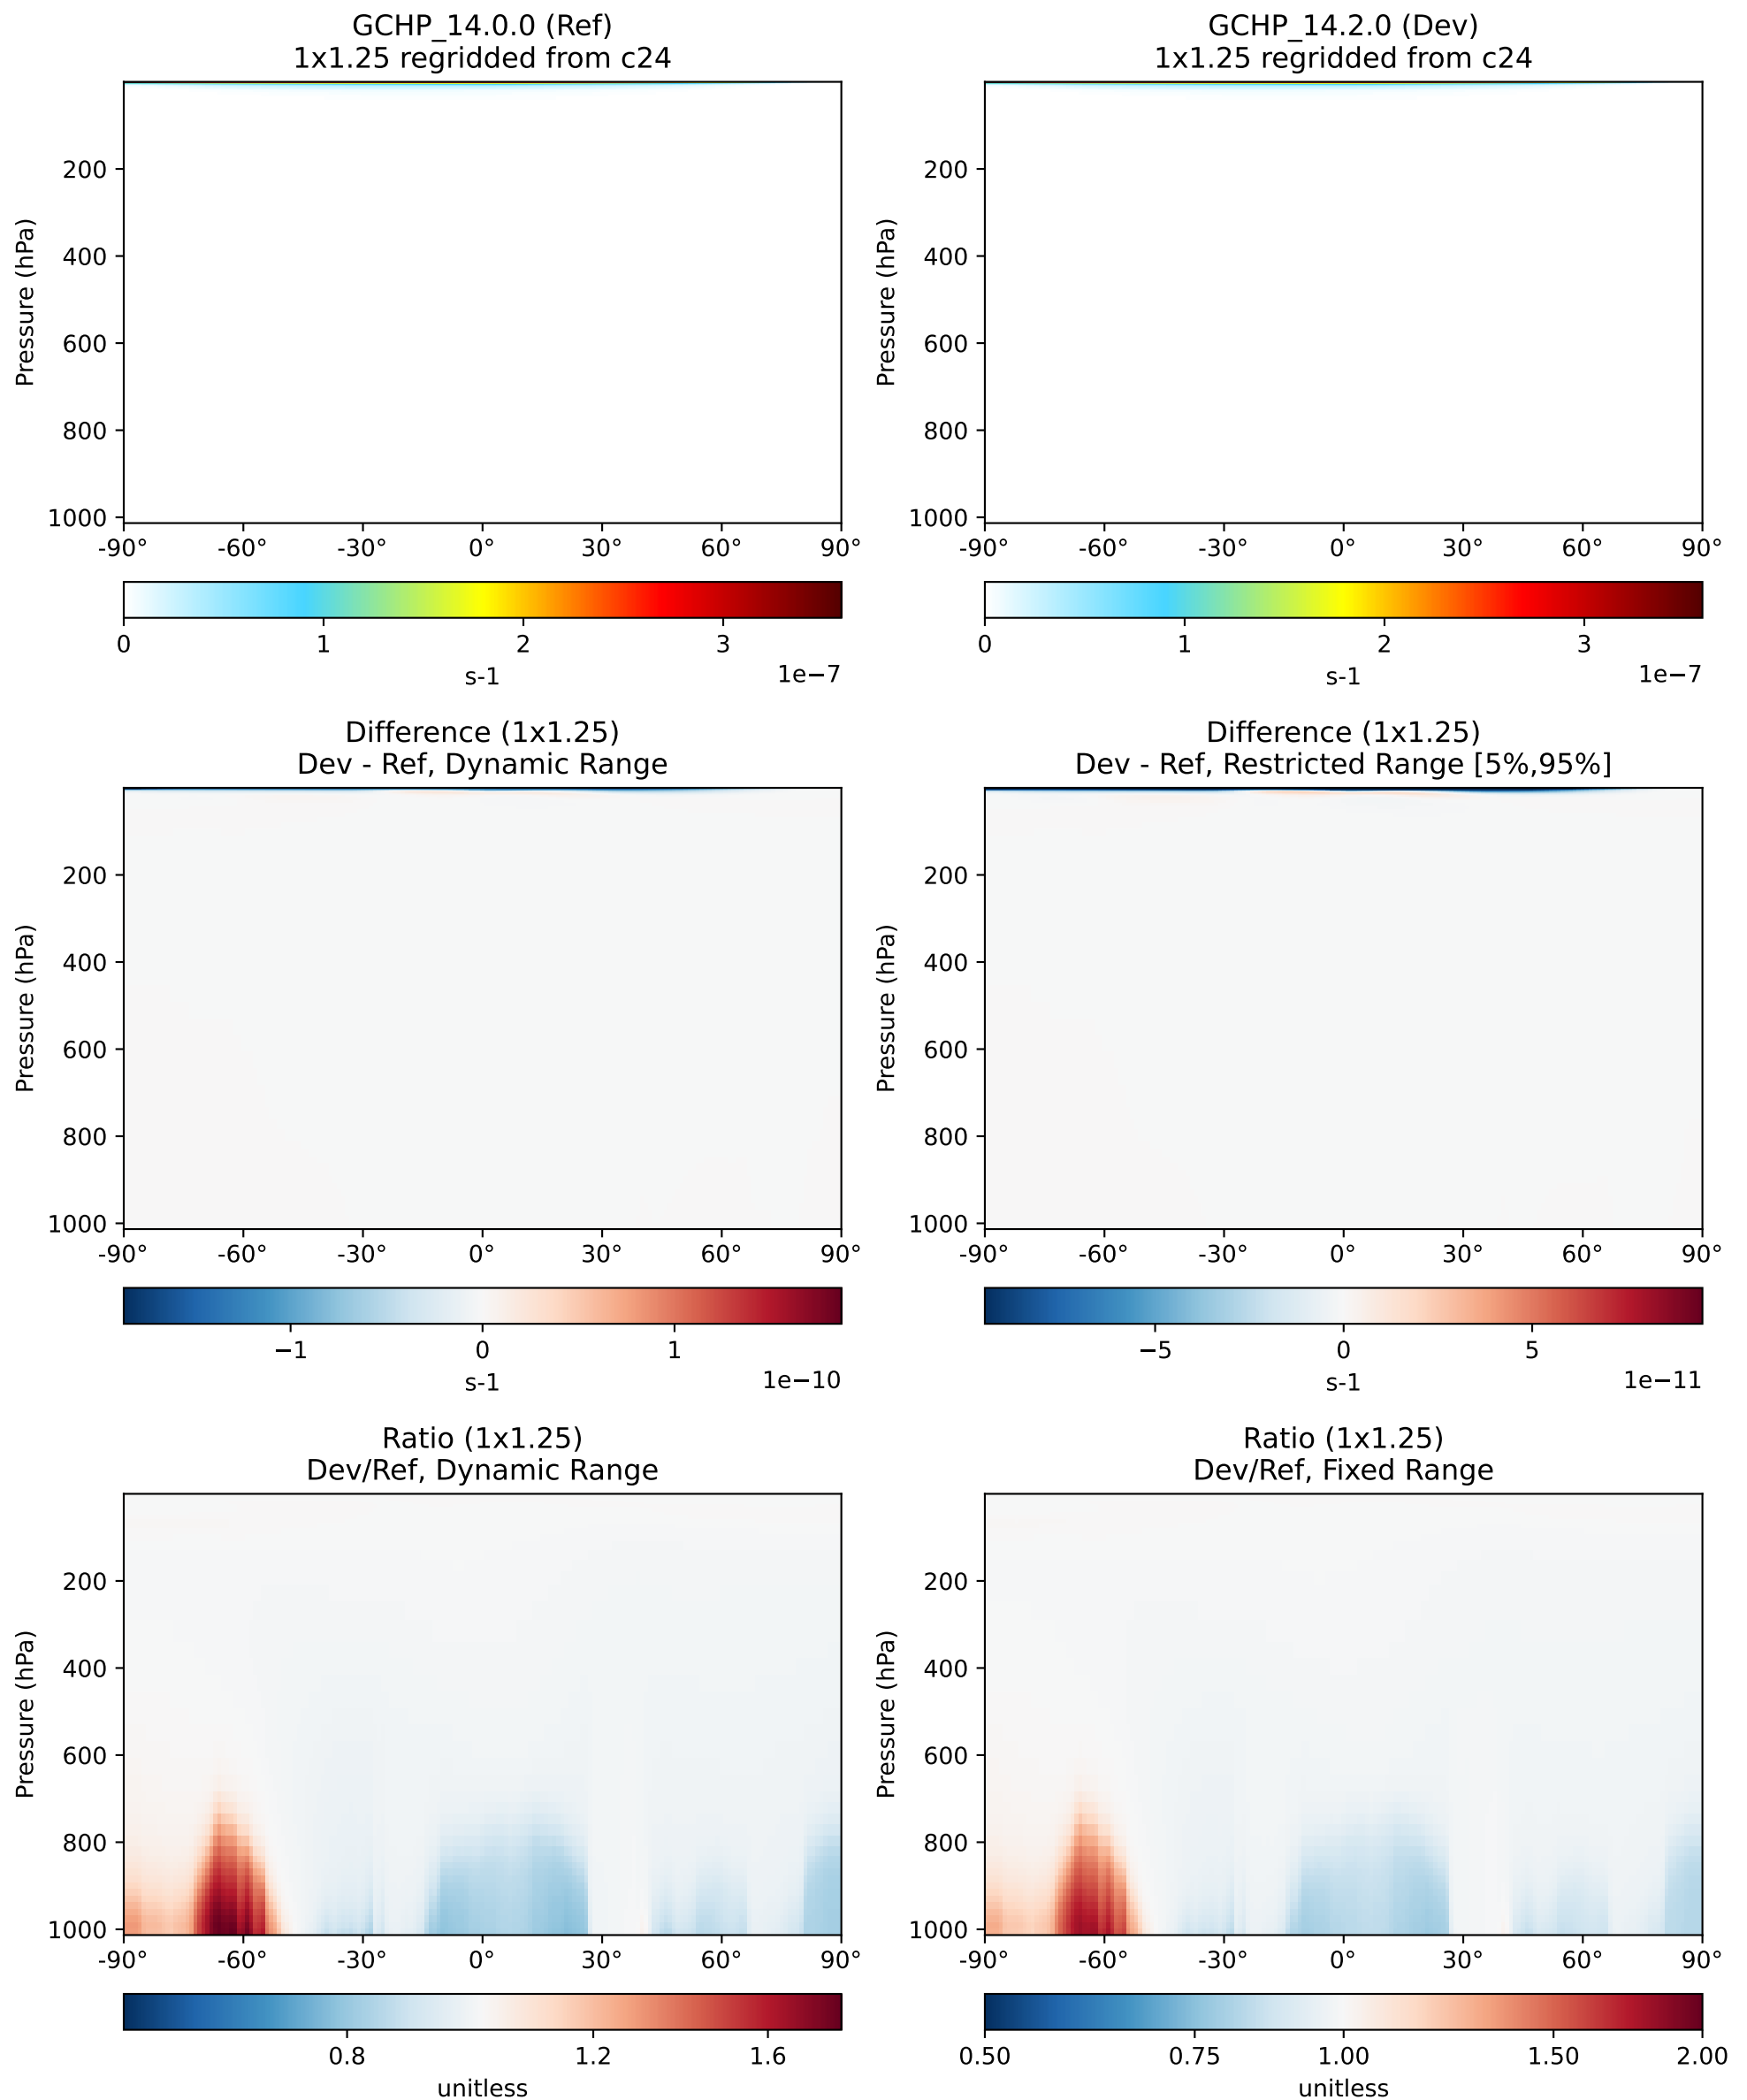 GCHP_14.0.0 (Ref)
1x1.25 regridded from c24
Pressure (hPa)
200
400
600
800
1000
-90° -60° -30° 0° 30° 60° 90°
0 1 2 3
1e−7
s-1
GCHP_14.2.0 (Dev)
1x1.25 regridded from c24
Pressure (hPa)
200
400
600
800
1000
-90° -60° -30° 0° 30° 60° 90°
0 1 2 3
1e−7
s-1
Difference (1x1.25)
Dev - Ref, Dynamic Range
Pressure (hPa)
200
400
600
800
1000
-90° -60° -30° 0° 30° 60° 90°
−1 0 1
1e−10
s-1
Difference (1x1.25)
Dev - Ref, Restricted Range [5%,95%]
Pressure (hPa)
200
400
600
800
1000
-90° -60° -30° 0° 30° 60° 90°
−5 0 5
1e−11
s-1
Ratio (1x1.25)
Dev/Ref, Dynamic Range
Pressure (hPa)
200
400
600
800
1000
-90° -60° -30° 0° 30° 60° 90°
0.8 1.2 1.6
unitless
Ratio (1x1.25)
Dev/Ref, Fixed Range
Pressure (hPa)
200
400
600
800
1000
-90° -60° -30° 0° 30° 60° 90°
0.50 0.75 1.00 1.50 2.00
unitless